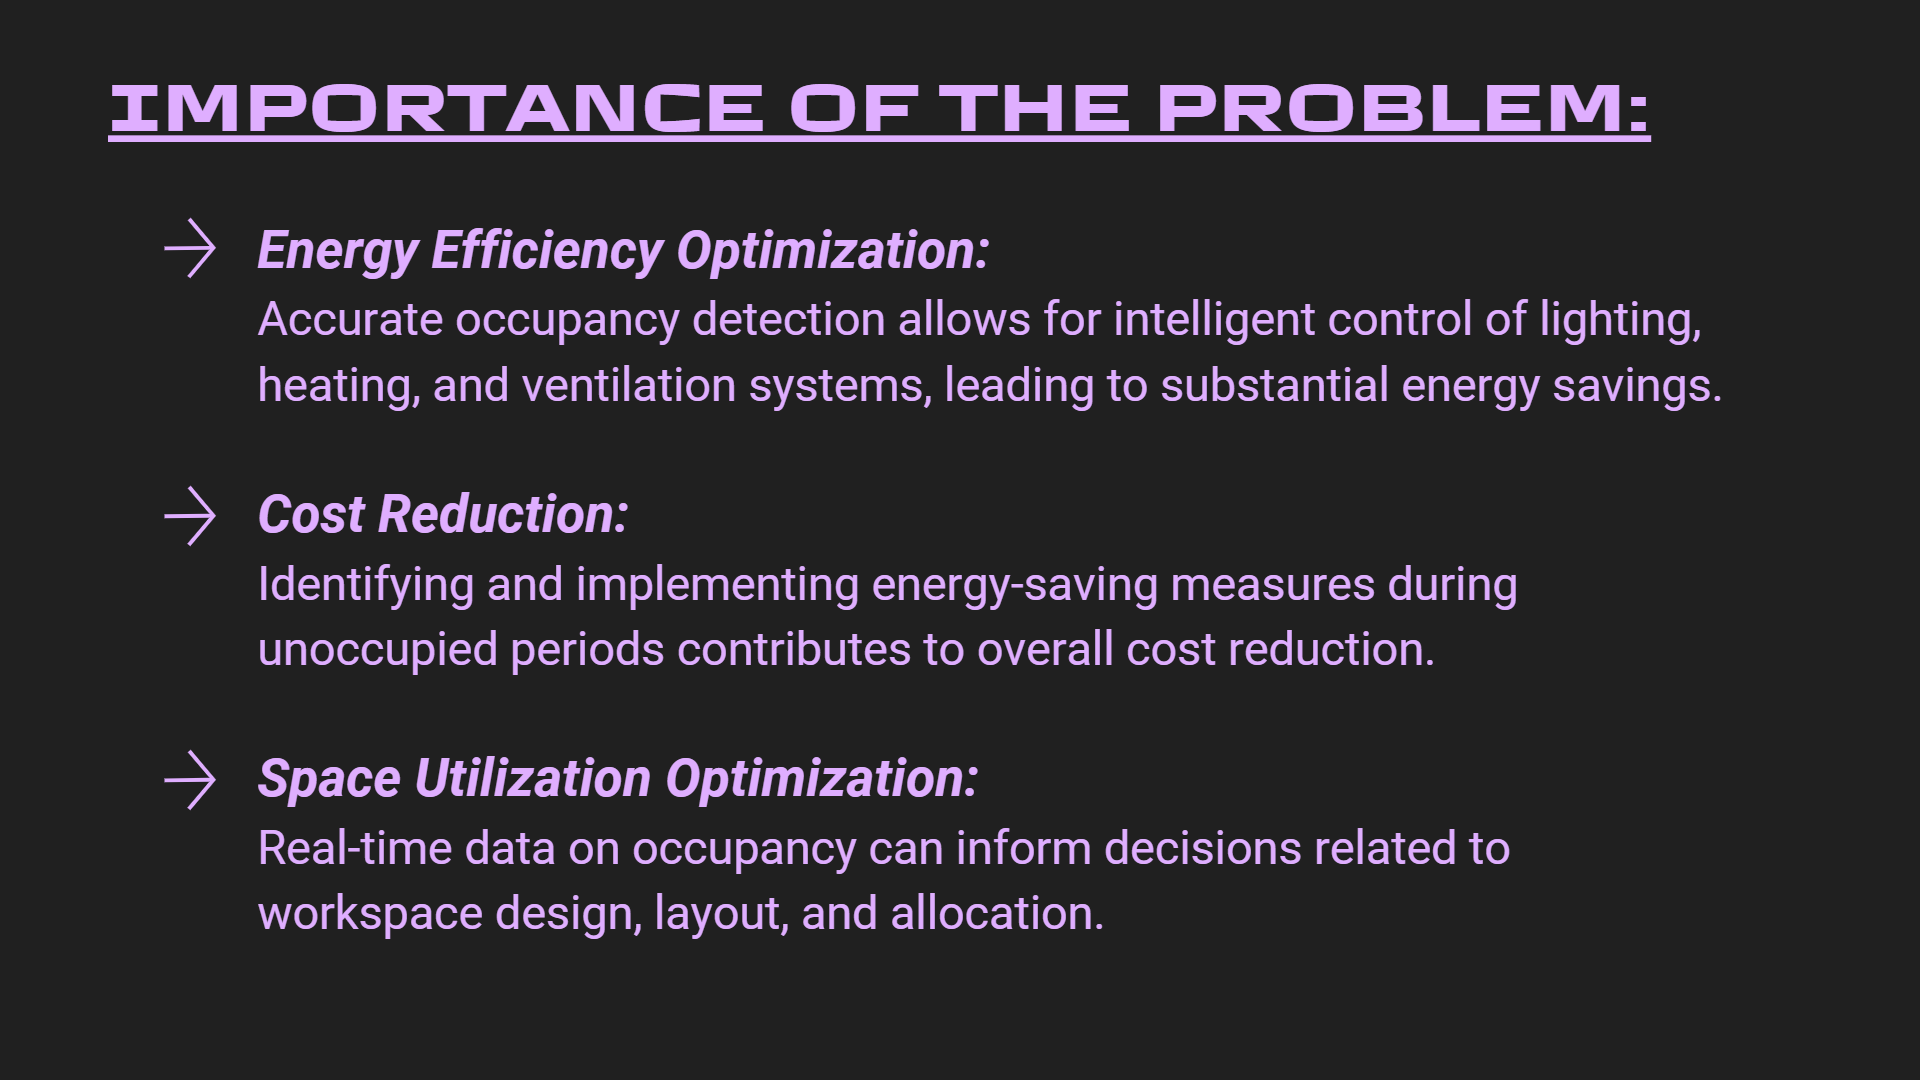 IMPORTANCE OF THE PROBLEM:
Energy Efficiency Optimization:
Accurate occupancy detection allows for intelligent control of lighting,
heating, and ventilation systems, leading to substantial energy savings.
Cost Reduction:
Identifying and implementing energy-saving measures during
unoccupied periods contributes to overall cost reduction.
Space Utilization Optimization:
Real-time data on occupancy can inform decisions related to
workspace design, layout, and allocation.